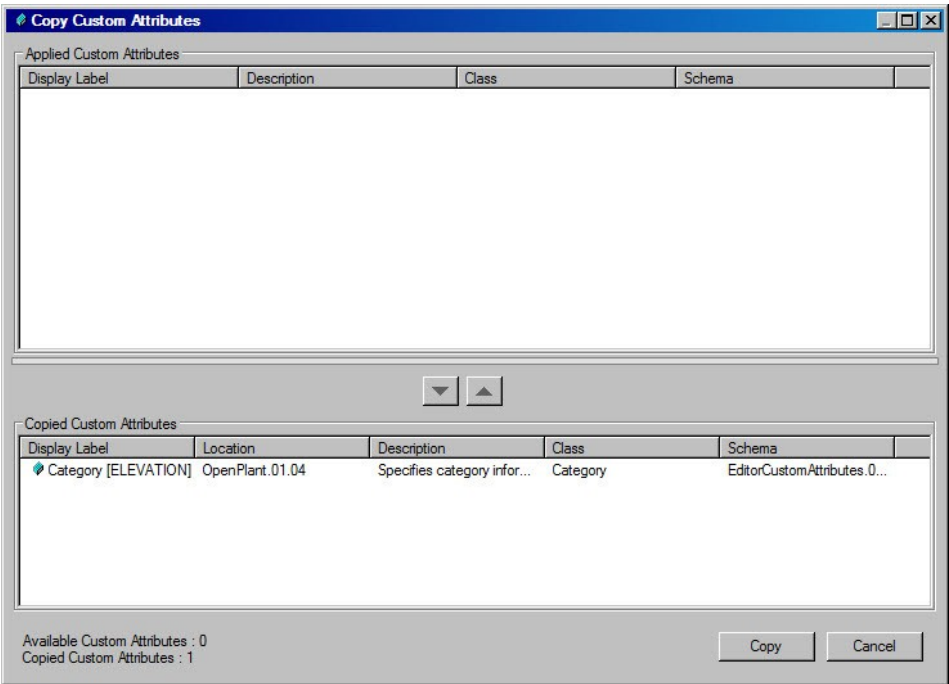 Copy Custom Attributes
Applied Custom Attributes
Display Label Description Class Schema
Copied Custom Attributes
Display Label Location Description Class Schema
Category [ELEVATION] OpenPlant.01.04 Specifies category infor... Category EditorCustomAttributes.0...
Available Custom Attributes : 0
Copied Custom Attributes : 1
Copy Cancel